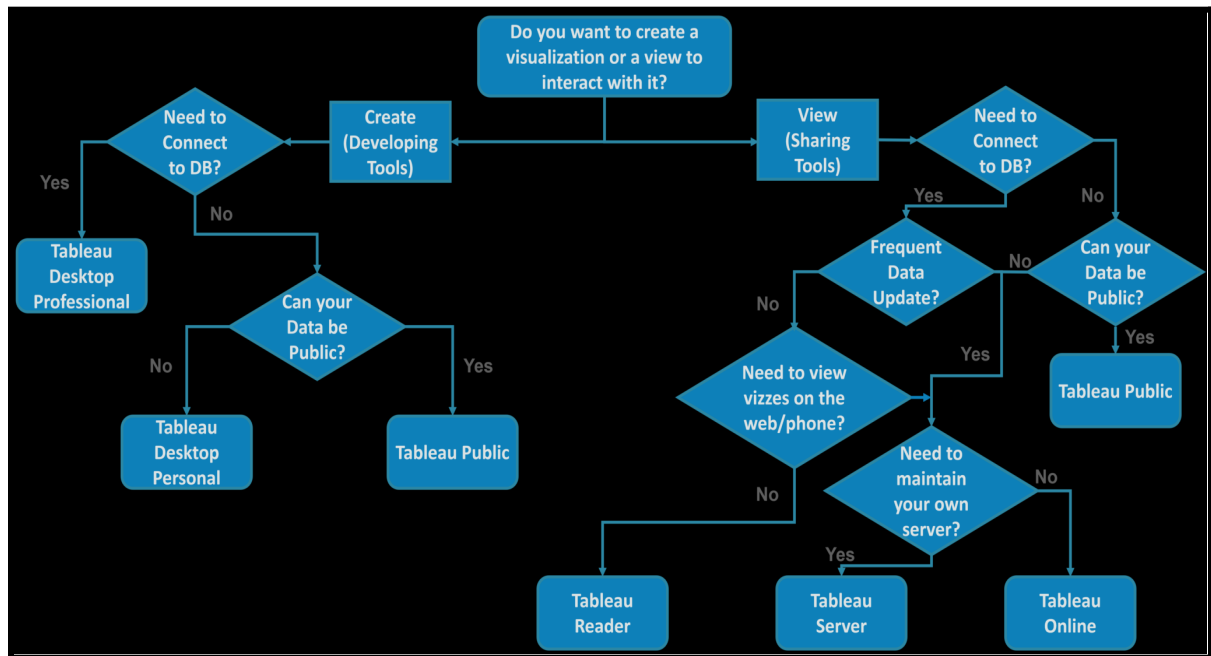 Do you want to create a
visualization or a view to
interact with it?
Need to
Connect
to DB?
Create
(Developing
Tools)
View
(Sharing
Tools)
Need to
Connect
to DB?
Yes
No
Yes
No
Tableau
Desktop
Professional
Can your
Data be
Public?
Frequent
Data
Update?
No
Can your
Data be
Public?
No
Yes
No
Yes
Yes
Tableau
Desktop
Personal
Tableau Public
Need to view
vizzes on the
web/phone?
Tableau Public
No
Need to
maintain
your own
server?
No
Yes
Tableau
Reader
Tableau
Server
Tableau
Online